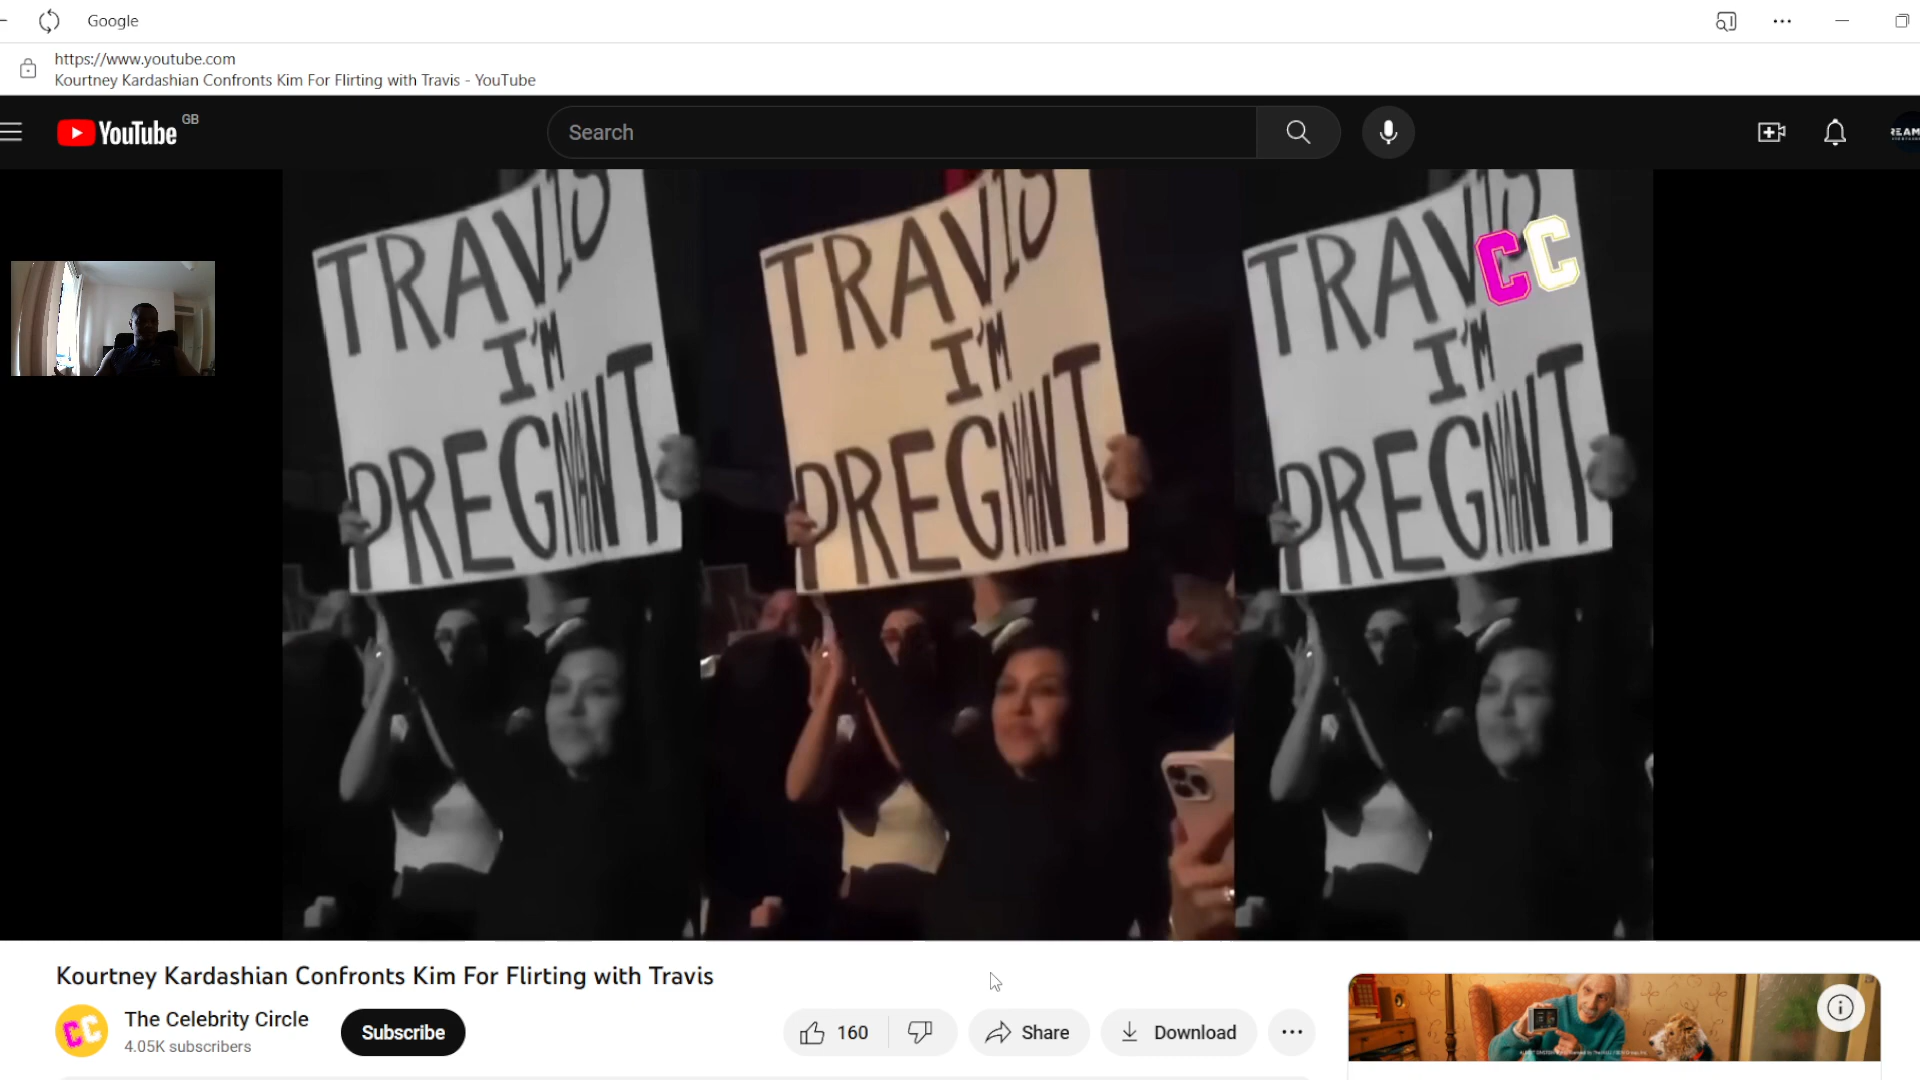 Google
https://www.youtube.com
Kourtney Kardashian Confronts Kim For Flirting with Travis - YouTube
YouTube GB
Search
TRAVIS
I'M
PREGNANT
TRAVIS
I'M
PREGNANT
TRAVIS
I'M
PREGNANT
CC
Kourtney Kardashian Confronts Kim For Flirting with Travis
CC
The Celebrity Circle
4.05K subscribers
Subscribe
160
Share
Download